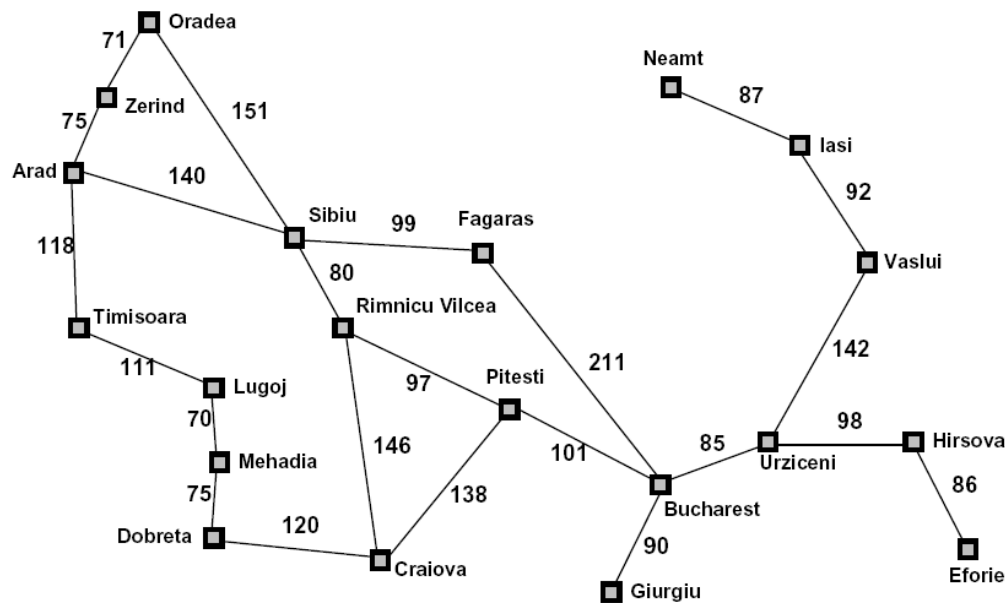 Oradea
71
Neamt
87
Zerind
151
75
Iasi
Arad
140
92
Sibiu
99
Fagaras
118
80
Vaslui
Timisoara
Rimnicu Vilcea
142
111
211
Lugoj
97
Pitesti
70
98
Hirsova
146
101
85
Urziceni
Mehadia
75
138
86
Bucharest
120
Dobreta
90
Craiova
Eforie
Giurgiu